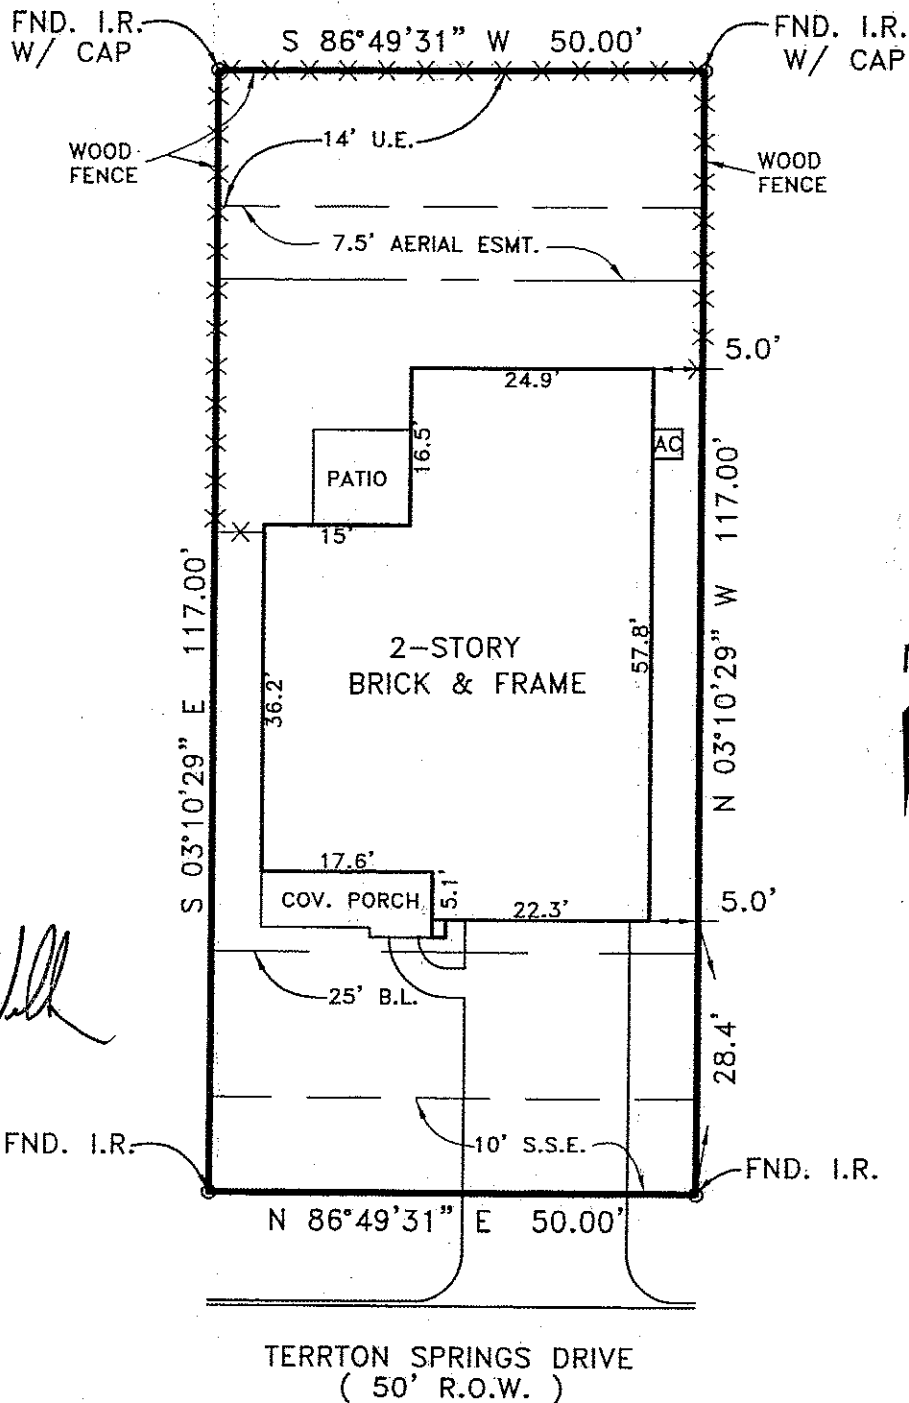 FND. I.R.
W/ CAP
S 86°49'31" W 50.00'
FND. I.R.
W/ CAP
WOOD
FENCE
14' U.E.
WOOD
FENCE
7.5' AERIAL ESMT.
5.0'
24.9'
16.5'
AC
PATIO
15'
S 03°10'29" E 117.00'
N 03°10'29" W 117.00'
2-STORY
BRICK & FRAME
57.8'
36.2'
17.6'
COV. PORCH
5.1'
22.3'
5.0'
25' B.L.
28.4'
10' S.S.E.
FND. I.R.
FND. I.R.
N 86°49'31" E 50.00'
TERRTON SPRINGS DRIVE
( 50' R.O.W. )